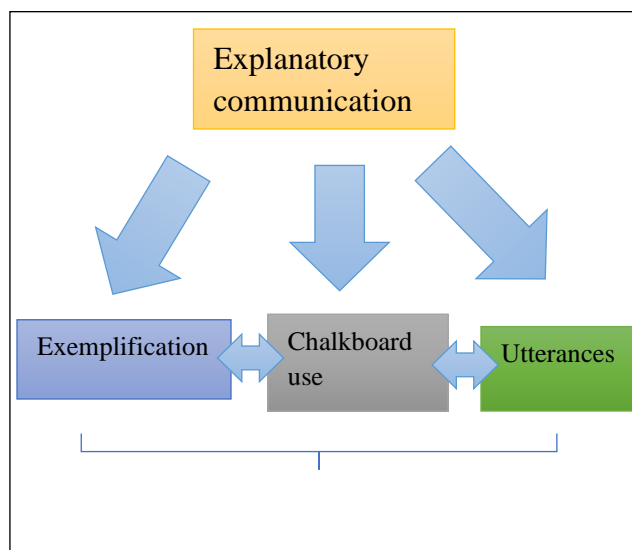 Explanatory
communication
Exemplification
Chalkboard
use
Utterances